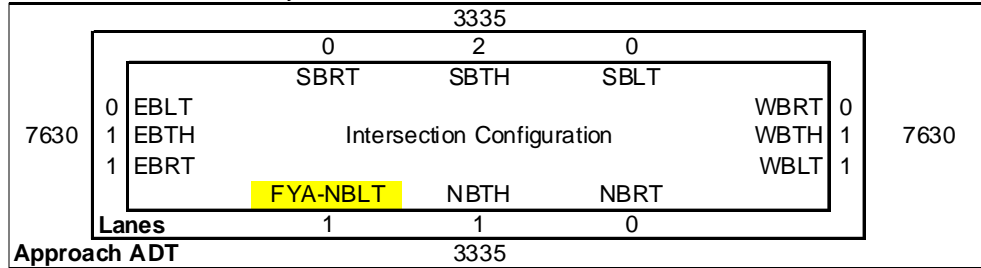 3335
0 2 0
SBRT SBTH SBLT
0 EBLT WBRT 0
7630 1 EBTH Intersection Configuration WBTH 1 7630
1 EBRT WBLT 1
FYA-NBLT NBTH NBRT
Lanes 1 1 0
Approach ADT 3335